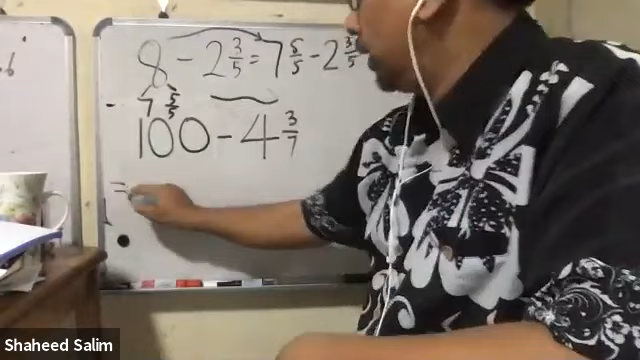 8 - 2 3/5 = 7 5/5 - 2 3/5
7 5/5
100 - 4 3/7
=
Shaheed Salim